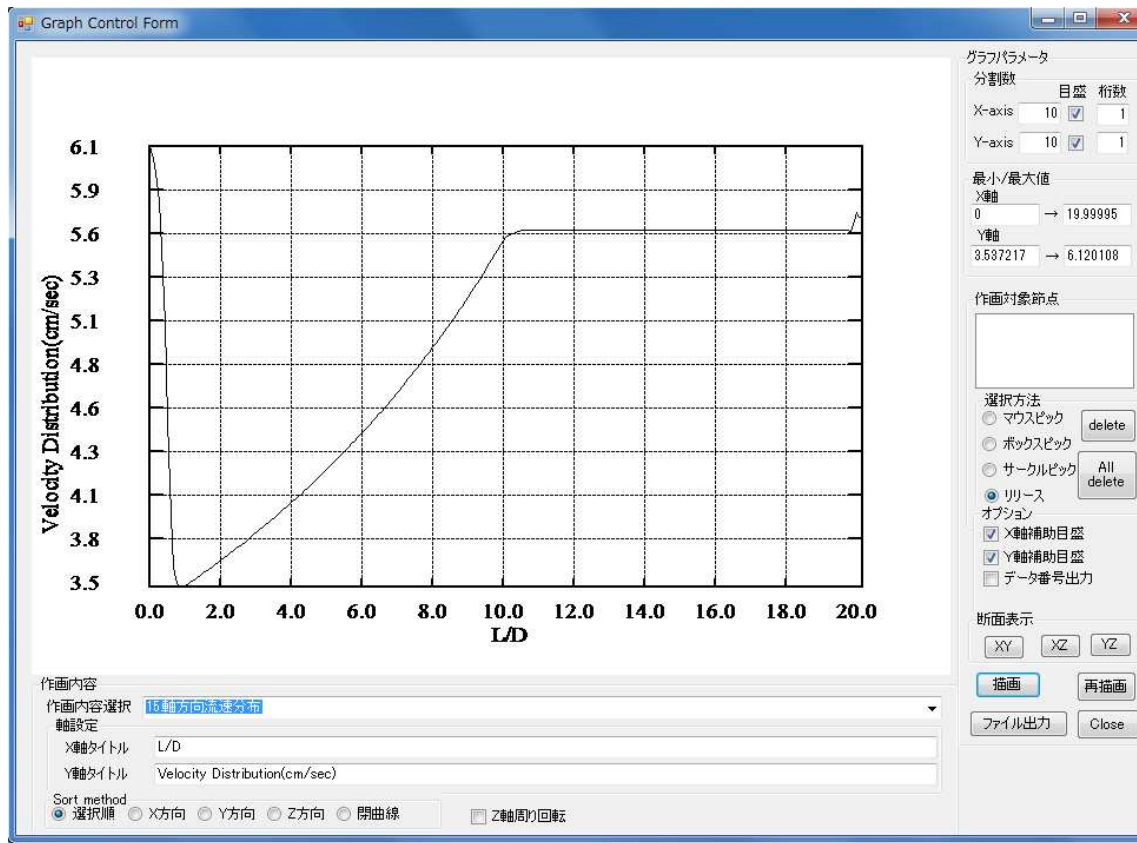 Graph Control Form
6.1
5.9
5.6
5.3
5.1
4.8
4.6
4.3
4.1
3.8
3.5
Velocity Distribution(cm/sec)
0.0 2.0 4.0 6.0 8.0 10.0 12.0 14.0 16.0 18.0 20.0
L/D
グラフパラメータ
分割数
目盛 桁数
X-axis 10 1
Y-axis 10 1
最小/最大値
X軸
0 → 19.99995
Y軸
3.537217 → 6.120108
作画対象節点
選択方法
マウスピック
delete
ボックスピック
サークルピック
All delete
リリース
オプション
X軸補助目盛
Y軸補助目盛
データ番号出力
断面表示
XY XZ YZ
描画 再描画
ファイル出力 Close
作画内容
作画内容選択 15軸方向流速分布
軸設定
X軸タイトル L/D
Y軸タイトル Velocity Distribution(cm/sec)
Sort method
選択順 X方向 Y方向 Z方向 閉曲線 Z軸周り回転